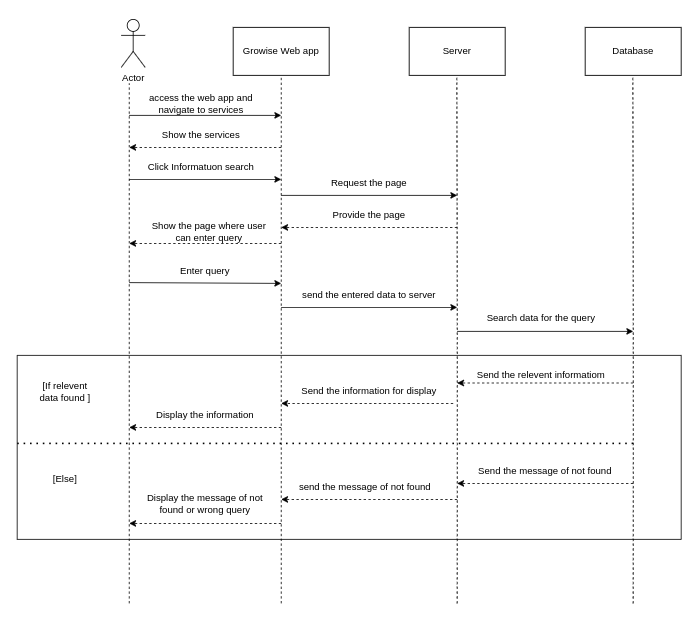 Actor
Growise Web app
Server
Database
access the web app and
navigate to services
Show the services
Click Informatuon search
Request the page
Provide the page
Show the page where user
can enter query
Enter query
send the entered data to server
Search data for the query
[If relevent
data found ]
Send the relevent informatiom
Send the information for display
Display the information
[Else]
Send the message of not found
send the message of not found
Display the message of not
found or wrong query